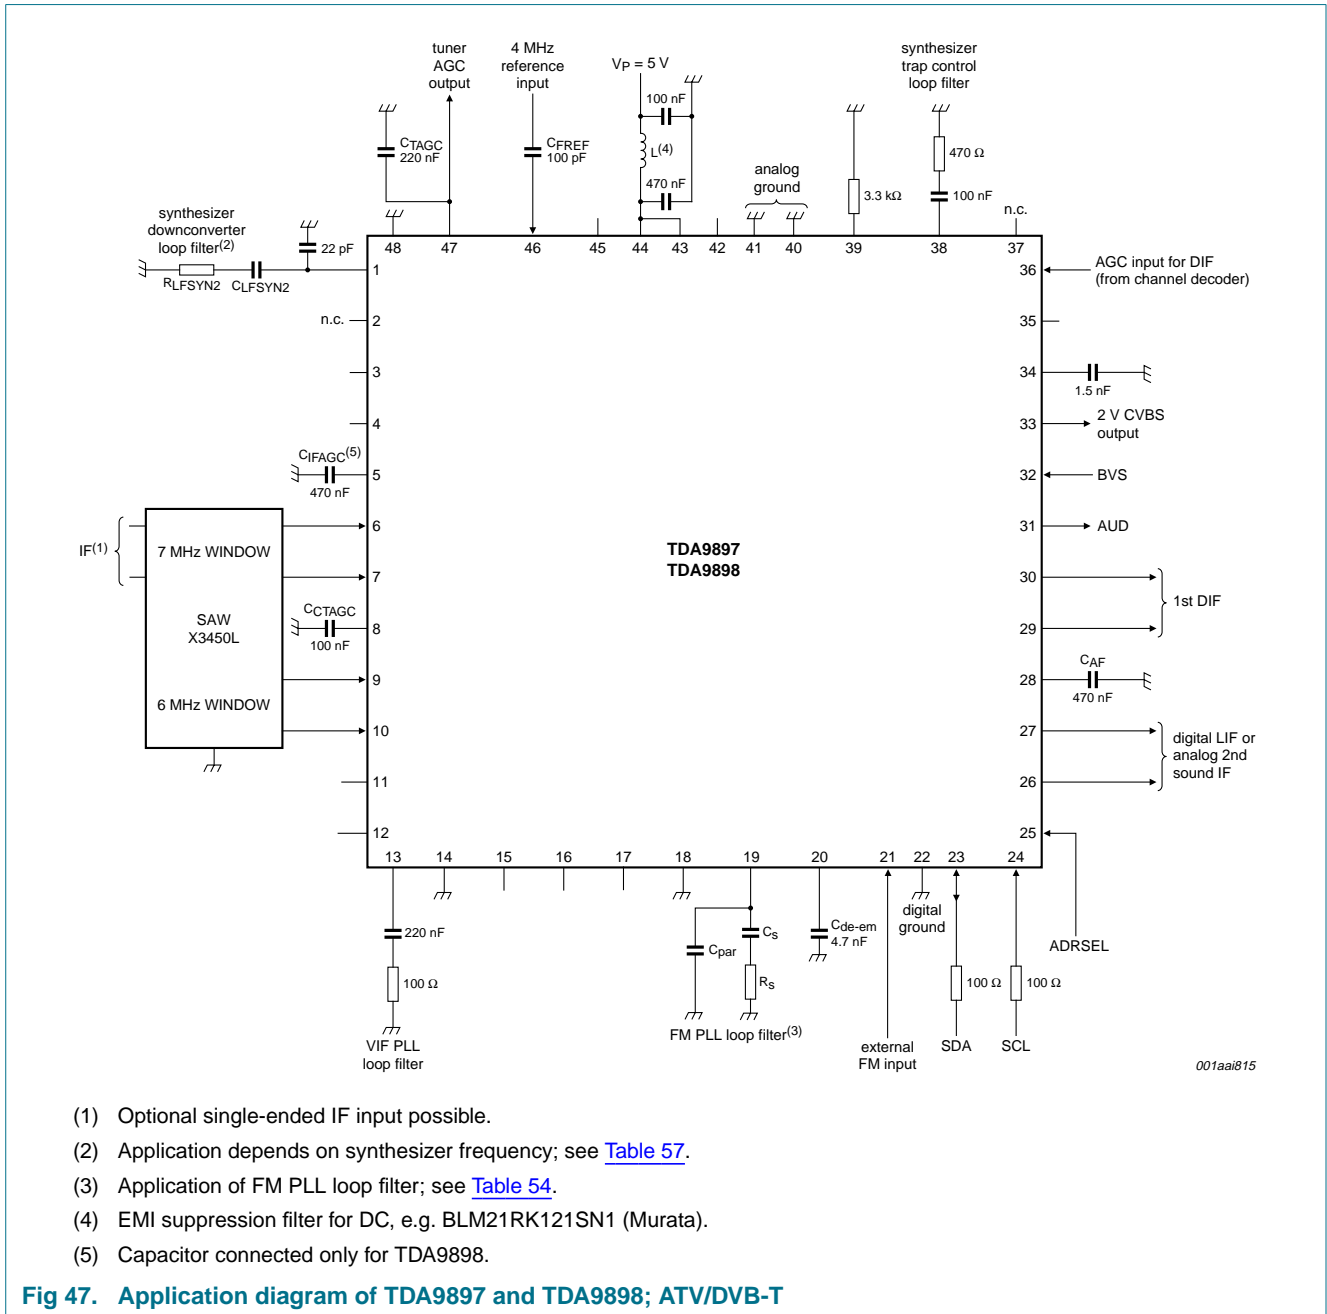 tuner
AGC
output
4 MHz
reference
input
VP = 5 V
synthesizer
trap control
loop filter
100 nF
CTAGC
220 nF
CFREF
100 pF
L(4)
470 Ω
analog
ground
470 nF
3.3 kΩ
100 nF
n.c.
synthesizer
downconverter
loop filter(2)
22 pF
RLFSYN2
CLFSYN2
48
47
46
45
44
43
42
41
40
39
38
37
1
36
AGC input for DIF
(from channel decoder)
n.c.
2
35
3
34
1.5 nF
4
33
2 V CVBS
output
CIFAGC(5)
470 nF
5
32
BVS
IF(1)
7 MHz WINDOW
SAW
X3450L
6 MHz WINDOW
6
31
AUD
TDA9897
TDA9898
7
30
1st DIF
CCTAGC
100 nF
8
29
9
28
CAF
470 nF
10
27
digital LIF or
analog 2nd
sound IF
11
26
12
25
13
14
15
16
17
18
19
20
21
22
23
24
220 nF
100 Ω
VIF PLL
loop filter
Cpar
Cs
Rs
FM PLL loop filter(3)
Cde-em
4.7 nF
digital
ground
ADRSEL
100 Ω
100 Ω
external
FM input
SDA
SCL
001aai815
(1) Optional single-ended IF input possible.
(2) Application depends on synthesizer frequency; see Table 57.
(3) Application of FM PLL loop filter; see Table 54.
(4) EMI suppression filter for DC, e.g. BLM21RK121SN1 (Murata).
(5) Capacitor connected only for TDA9898.
Fig 47. Application diagram of TDA9897 and TDA9898; ATV/DVB-T